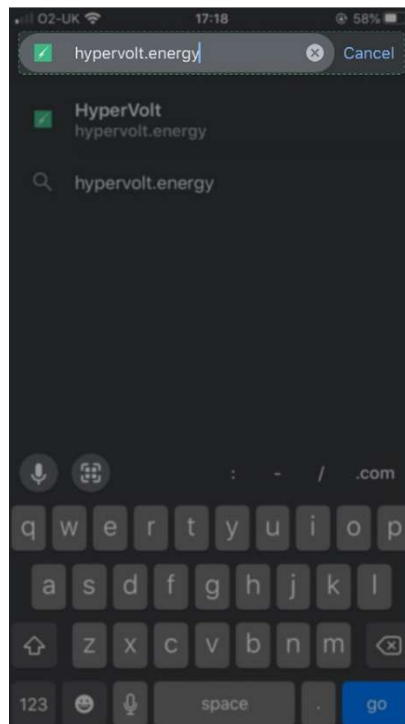 O2-UK 17:18 58%
hypervolt.energy Cancel
HyperVolt
hypervolt.energy
hypervolt.energy
: - / .com
q w e r t y u i o p
a s d f g h j k l
z x c v b n m
123 space . go